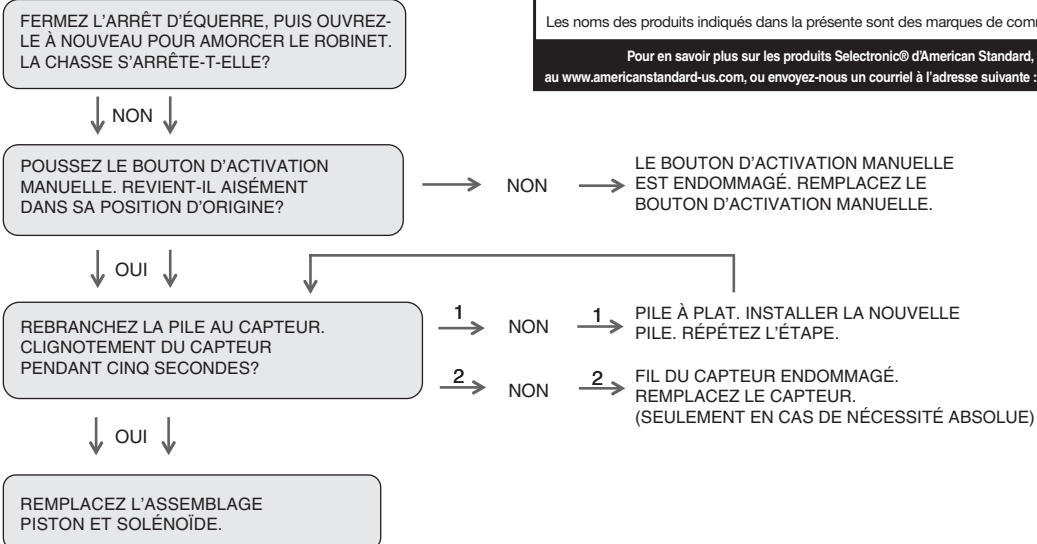 FERMEZ L'ARRÊT D'ÉQUERRE, PUIS OUVREZ-
LE À NOUVEAU POUR AMORCER LE ROBINET.
LA CHASSE S'ARRÊTE-T-ELLE?
Les noms des produits indiqués dans la présente sont des marques de
Pour en savoir plus sur les produits Selectronic® d'American Standard,
au www.americanstandard-us.com, ou envoyez-nous un courriel à l'adresse suivante :
NON
POUSSEZ LE BOUTON D'ACTIVATION
MANUELLE. REVIENT-IL AISÉMENT
DANS SA POSITION D'ORIGINE?
NON
LE BOUTON D'ACTIVATION MANUELLE
EST ENDOMMAGÉ. REMPLACEZ LE
BOUTON D'ACTIVATION MANUELLE.
OUI
REBRANCHEZ LA PILE AU CAPTEUR.
CLIGNOTEMENT DU CAPTEUR
PENDANT CINQ SECONDES?
1 NON 1
PILE À PLAT. INSTALLER LA NOUVELLE
PILE. RÉPÉTEZ L'ÉTAPE.
2 NON 2
FIL DU CAPTEUR ENDOMMAGÉ.
REMPLACEZ LE CAPTEUR.
(SEULEMENT EN CAS DE NÉCESSITÉ ABSOLUE)
OUI
REMPLACEZ L'ASSEMBLAGE
PISTON ET SOLÉNOÏDE.